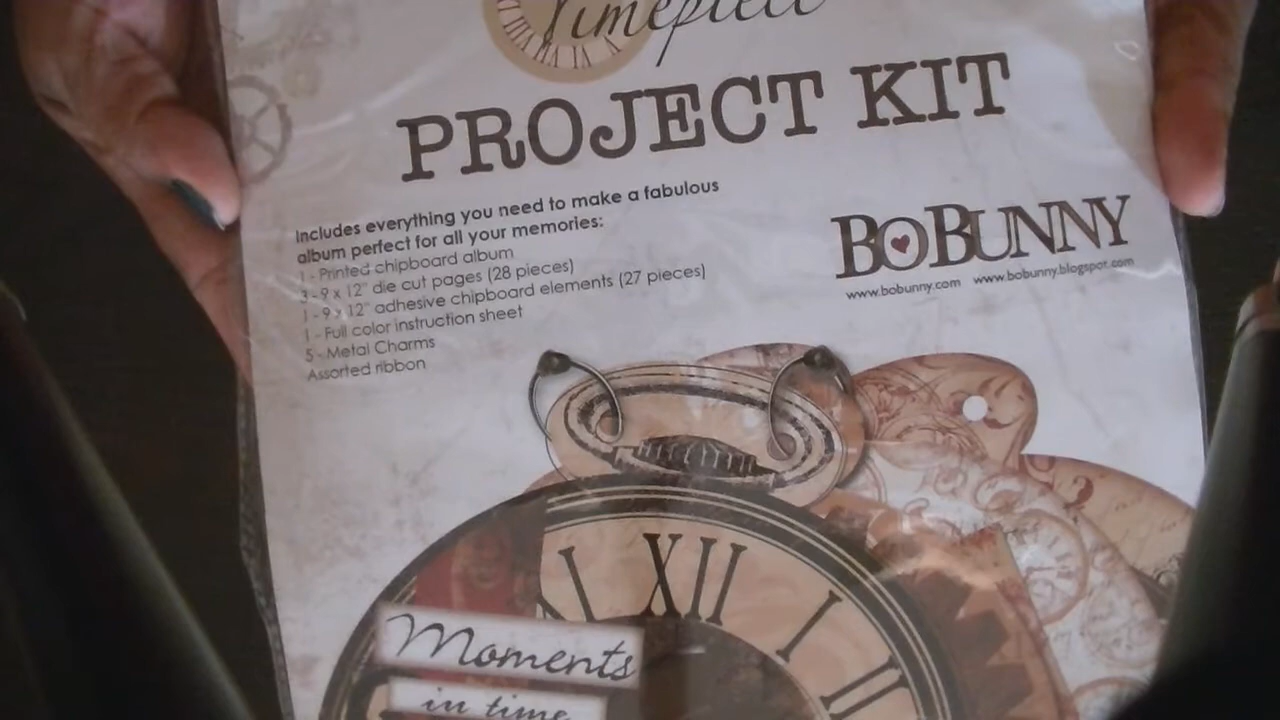 Timepiece
PROJECT KIT
Includes everything you need to make a fabulous
album perfect for all your memories:
1 - Printed chipboard album
3 - 9 x 12" die cut pages (28 pieces)
1 - 9 x 12" adhesive chipboard elements (27 pieces)
1 - Full color instruction sheet
5 - Metal Charms
Assorted ribbon
BOBUNNY
www.bobunny.com www.bobunny.blogspot.com
XI XII I II
Moments
in time